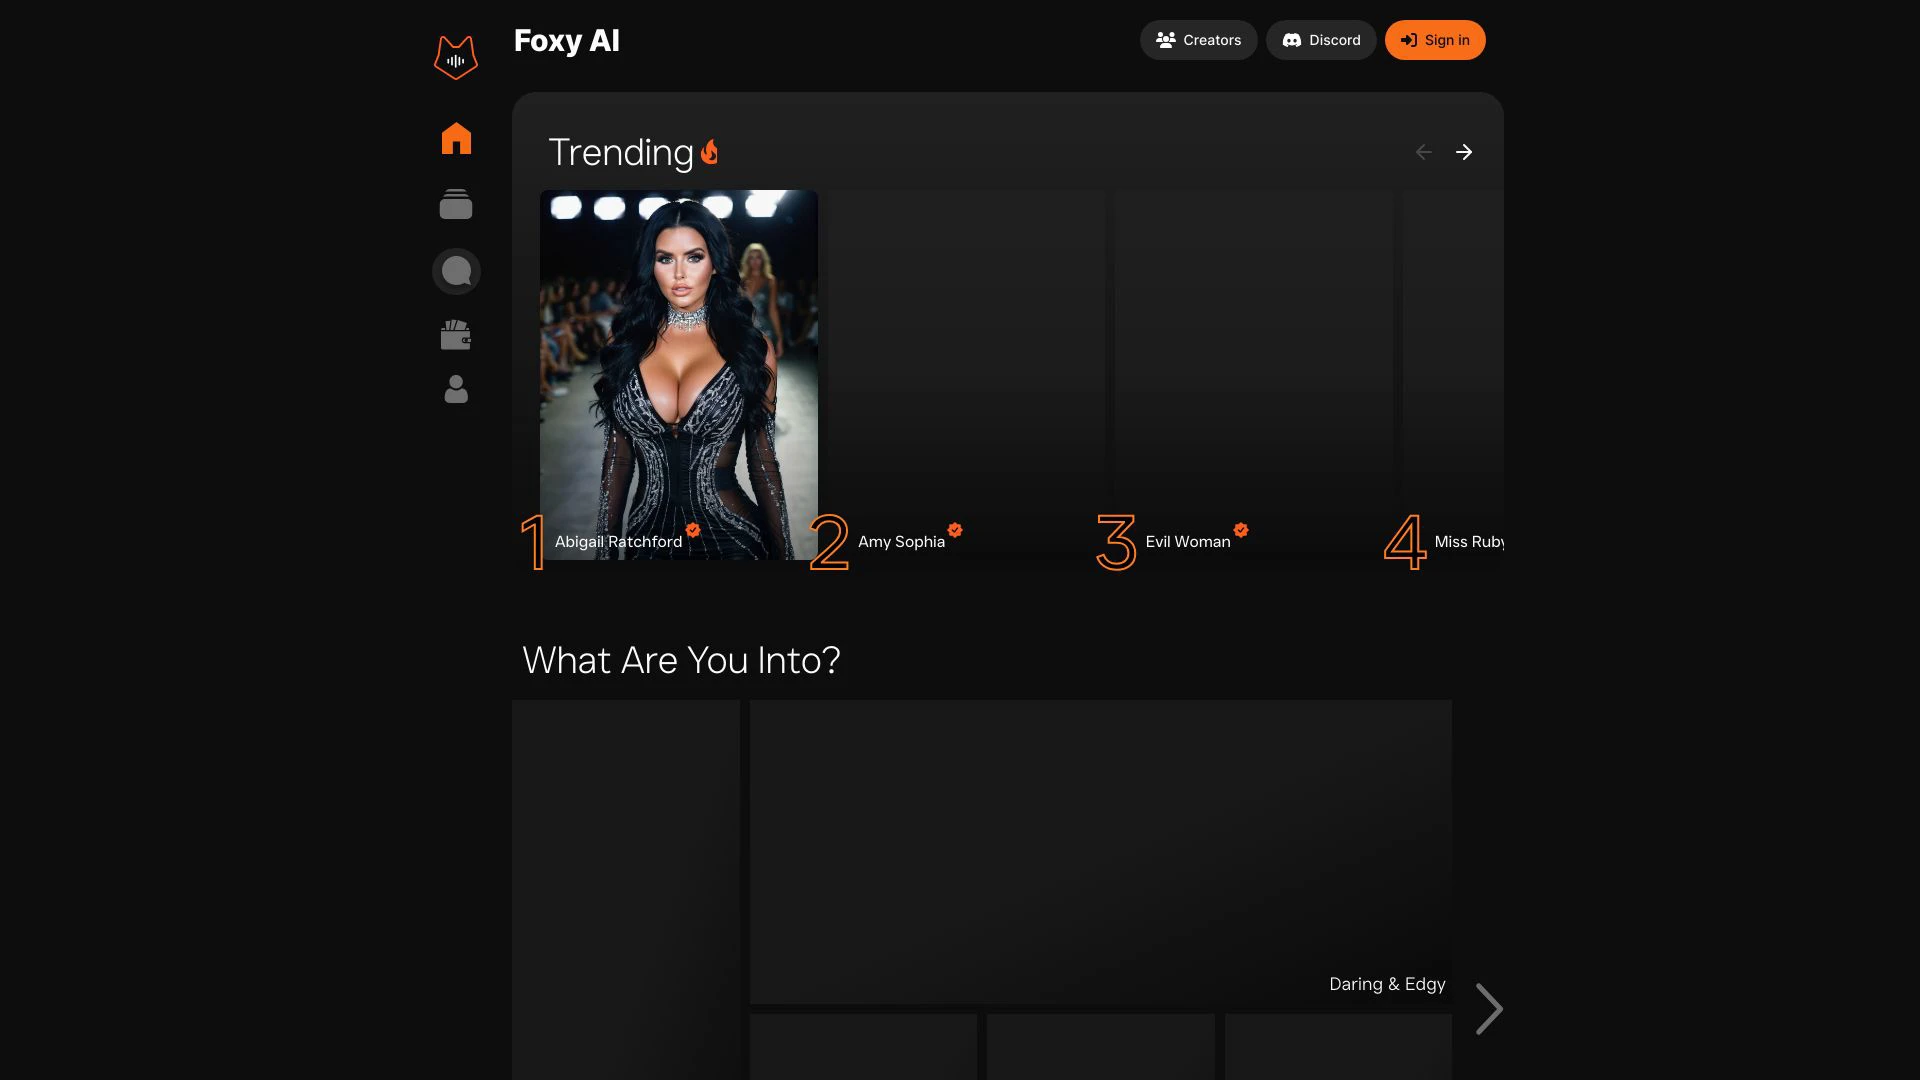 Foxy AI
Creators
Discord
Sign in
Trending
1
Abigail Ratchford
2
Amy Sophia
3
Evil Woman
4
Miss Ruby
What Are You Into?
Daring & Edgy